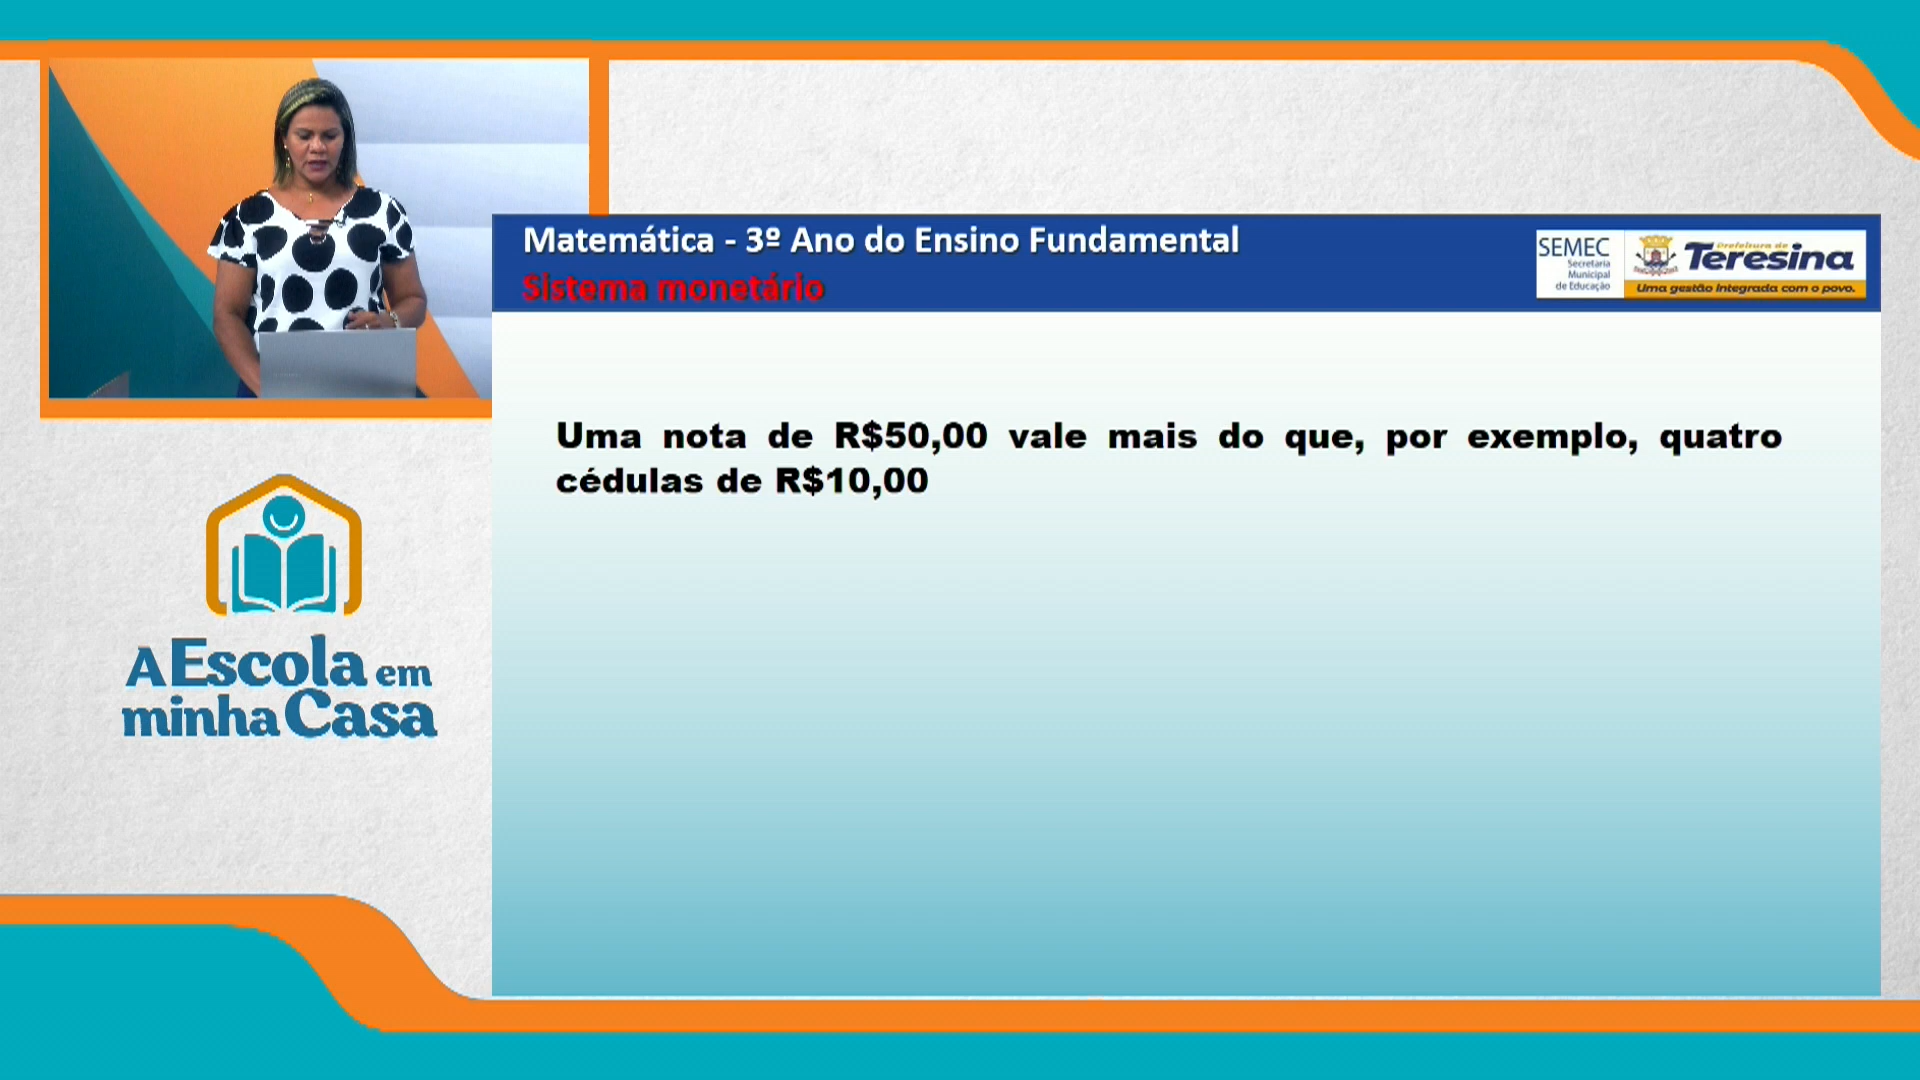 Matemática - 3º Ano do Ensino Fundamental
Sistema monetário
SEMEC
Secretaria
Municipal
de Educação
Prefeitura de
Teresina
Uma gestão integrada com o povo.
Uma nota de R$50,00 vale mais do que, por exemplo, quatro
cédulas de R$10,00
A Escola em
minha Casa